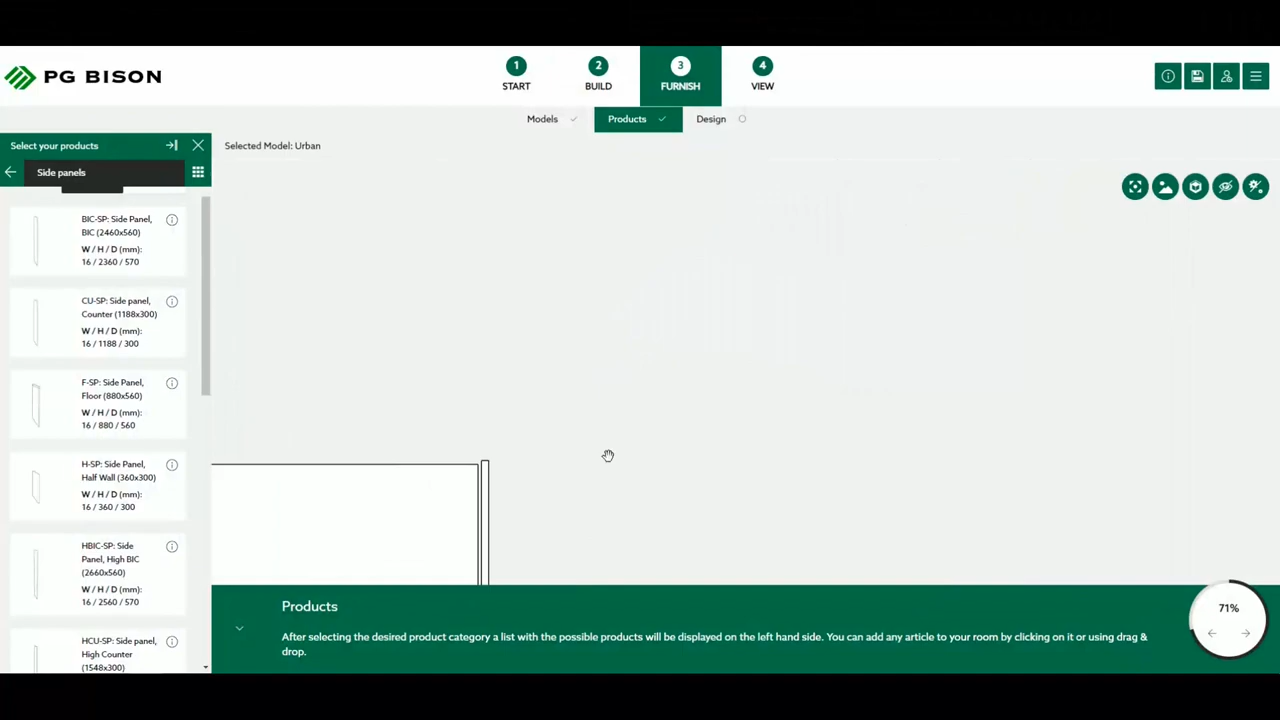 PG BISON
1
START
2
BUILD
3
FURNISH
4
VIEW
Models
Products
Design
Select your products
Side panels
Selected Model: Urban
BIC-SP: Side Panel,
BIC (2460x560)
W / H / D (mm):
16 / 2360 / 570
CU-SP: Side panel,
Counter (1188x300)
W / H / D (mm):
16 / 1188 / 300
F-SP: Side Panel,
Floor (880x560)
W / H / D (mm):
16 / 880 / 560
H-SP: Side Panel,
Half Wall (360x300)
W / H / D (mm):
16 / 360 / 300
HBIC-SP: Side
Panel, High BIC
(2660x560)
W / H / D (mm):
16 / 2560 / 570
HCU-SP: Side panel,
High Counter
(1548x300)
Products
After selecting the desired product category a list with the possible products will be displayed on the left hand side. You can add any article to your room by clicking on it or using drag &
drop.
71%